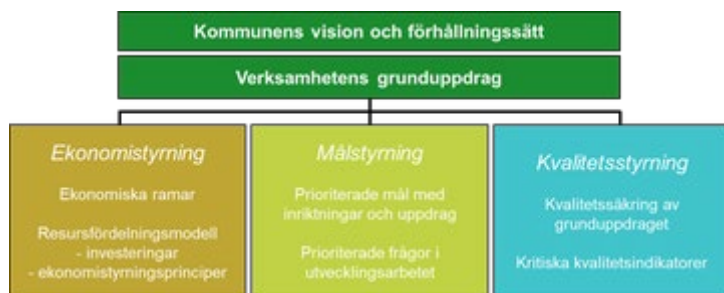 Kommunens vision och förhållningssätt
Verksamhetens grunduppdrag
Ekonomistyrning
Ekonomiska ramar
Resursfördelningsmodell
- investeringar
- ekonomistyrningsprinciper
Målstyrning
Prioriterade mål med
inriktningar och uppdrag
Prioriterade frågor i
utvecklingsarbetet
Kvalitetsstyrning
Kvalitetssäkring av
grunduppdraget
Kritiska kvalitetsindikatorer